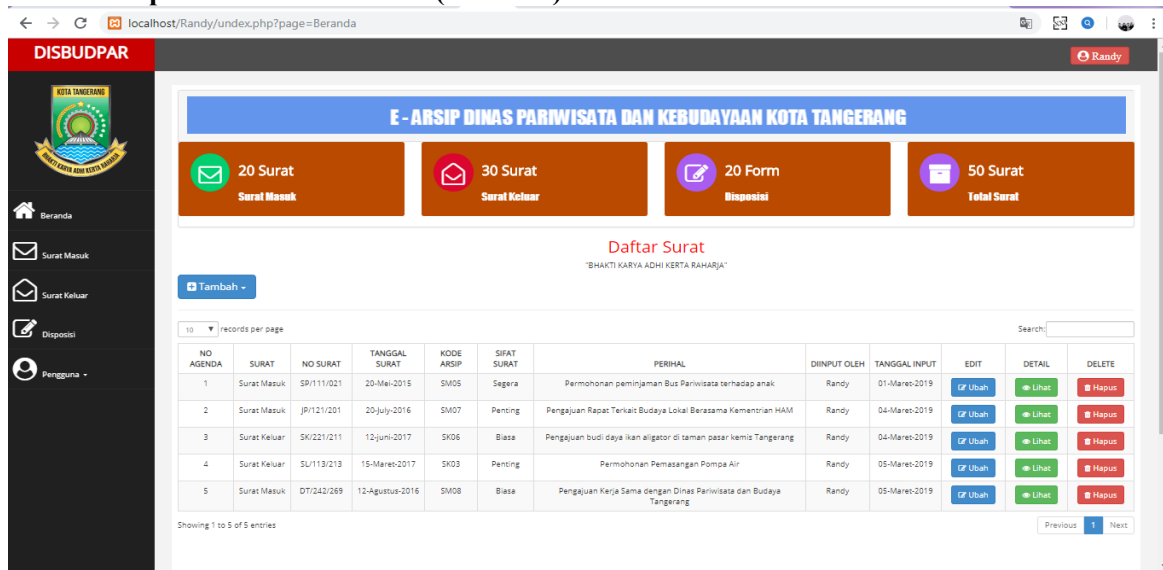 localhost/Randy/undex.php?page=Beranda
DISBUDPAR
Randy
KOTA TANGERANG
BHAKTI KARYA ADHI KERTA RAHARJA
E - ARSIP DINAS PARIWISATA DAN KEBUDAYAAN KOTA TANGERANG
20 Surat
Surat Masuk
30 Surat
Surat Keluar
20 Form
Disposisi
50 Surat
Total Surat
Beranda
Surat Masuk
Surat Keluar
Disposisi
Pengguna
Daftar Surat
"BHAKTI KARYA ADHI KERTA RAHARJA"
Tambah
10 records per page
Search:
NO AGENDA SURAT NO SURAT TANGGAL SURAT KODE ARSIP SIFAT SURAT PERIHAL DIINPUT OLEH TANGGAL INPUT EDIT DETAIL DELETE
1 Surat Masuk SP/111/021 20-Mei-2015 SM05 Segera Permohonan peminjaman Bus Pariwisata terhadap anak Randy 01-Maret-2019 Ubah Lihat Hapus
2 Surat Masuk JP/121/201 20-July-2016 SM07 Penting Pengajuan Rapat Terkait Budaya Lokal Berasama Kementrian HAM Randy 04-Maret-2019 Ubah Lihat Hapus
3 Surat Keluar SK/221/211 12-juni-2017 SK06 Biasa Pengajuan budi daya ikan aligator di taman pasar kemis Tangerang Randy 04-Maret-2019 Ubah Lihat Hapus
4 Surat Keluar SL/113/213 15-Maret-2017 SK03 Penting Permohonan Pemasangan Pompa Air Randy 05-Maret-2019 Ubah Lihat Hapus
5 Surat Masuk DT/242/269 12-Agustus-2016 SM08 Biasa Pengajuan Kerja Sama dengan Dinas Pariwisata dan Budaya Tangerang Randy 05-Maret-2019 Ubah Lihat Hapus
Showing 1 to 5 of 5 entries
Previous 1 Next